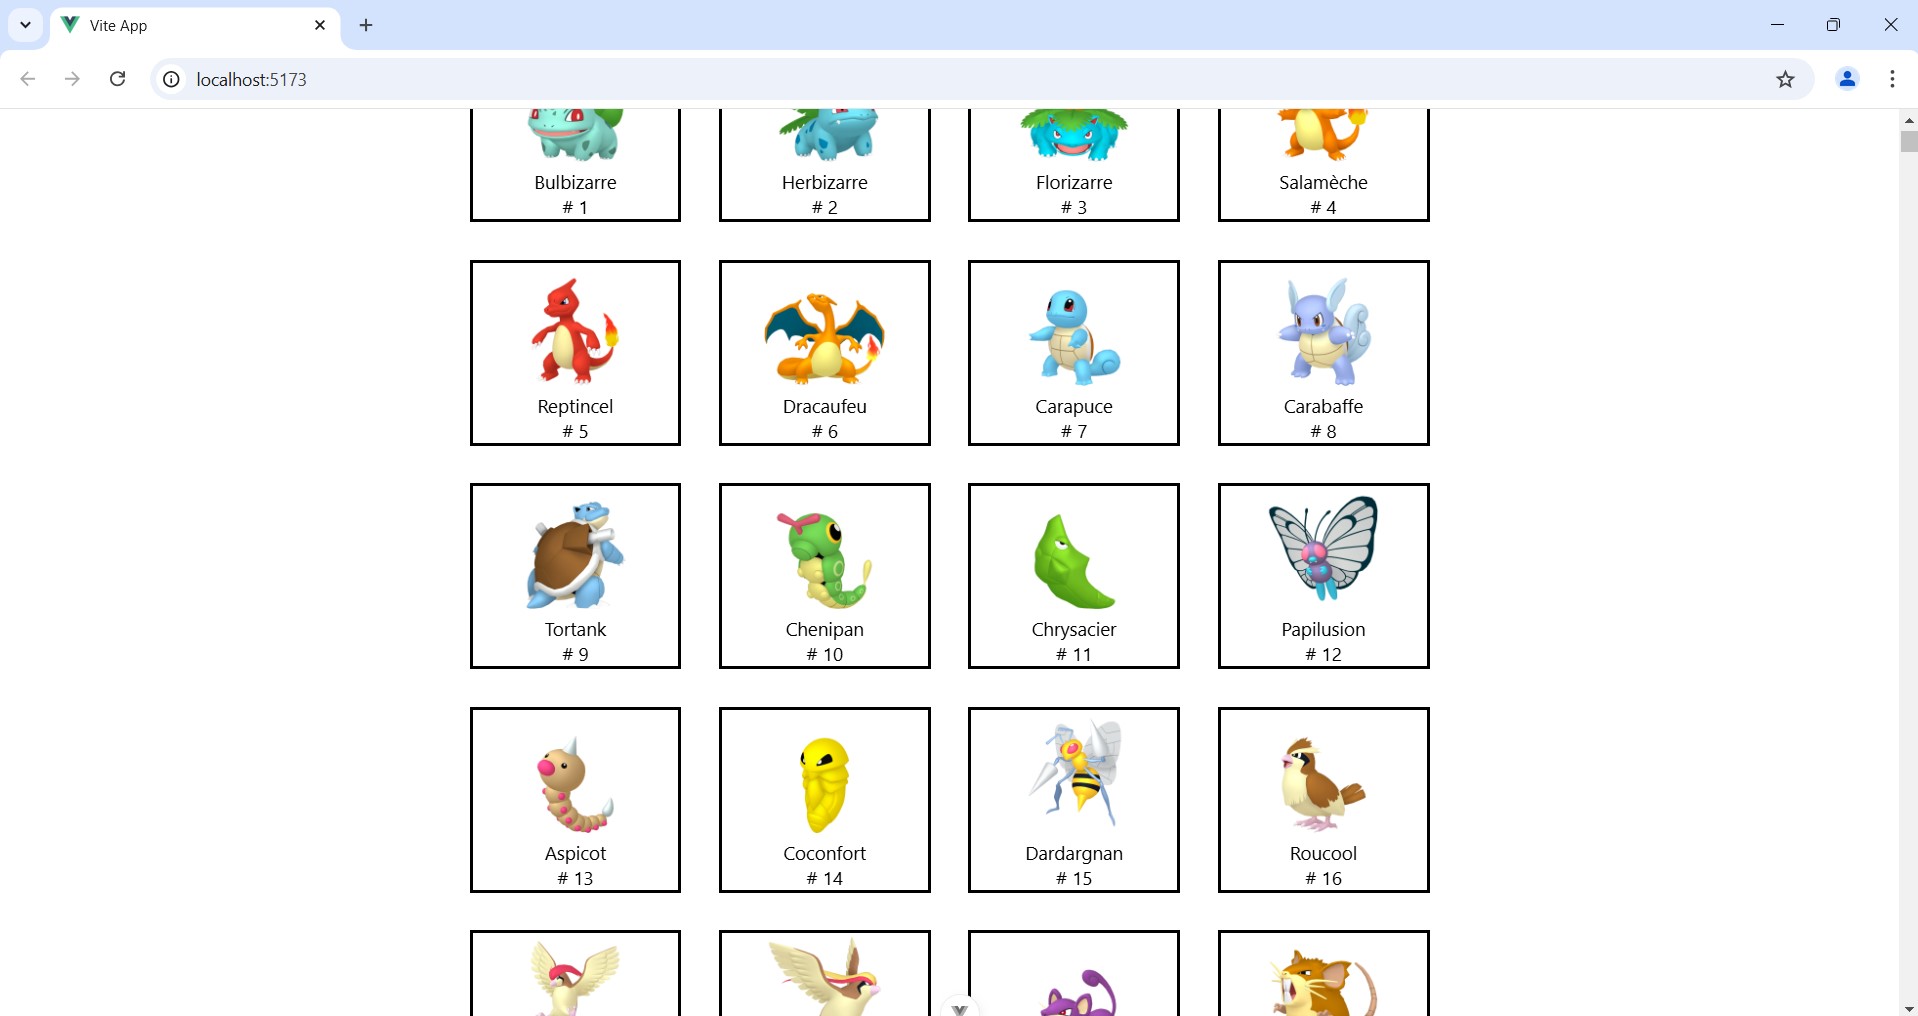 Vite App
localhost:5173
Bulbizarre
# 1
Herbizarre
# 2
Florizarre
# 3
Salamèche
# 4
Reptincel
# 5
Dracaufeu
# 6
Carapuce
# 7
Carabaffe
# 8
Tortank
# 9
Chenipan
# 10
Chrysacier
# 11
Papilusion
# 12
Aspicot
# 13
Coconfort
# 14
Dardargnan
# 15
Roucool
# 16